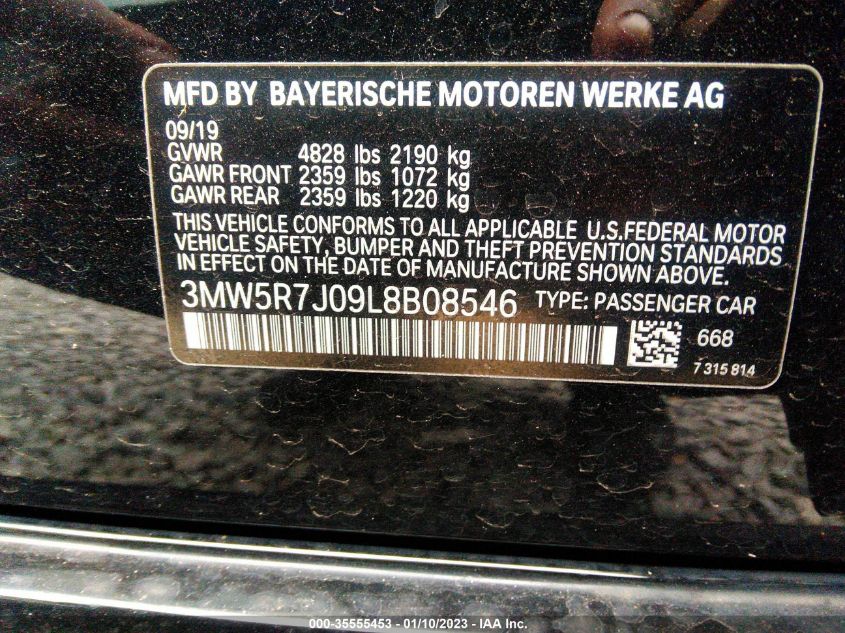 MFD BY BAYERISCHE MOTOREN WERKE AG
09/19
GVWR 4828 lbs 2190 kg
GAWR FRONT 2359 lbs 1072 kg
GAWR REAR 2359 lbs 1220 kg
THIS VEHICLE CONFORMS TO ALL APPLICABLE U.S.FEDERAL MOTOR
VEHICLE SAFETY, BUMPER AND THEFT PREVENTION STANDARDS
IN EFFECT ON THE DATE OF MANUFACTURE SHOWN ABOVE.
3MW5R7J09L8B08546 TYPE: PASSENGER CAR
668
7 315 814
000-35555453 - 01/10/2023 - IAA Inc.